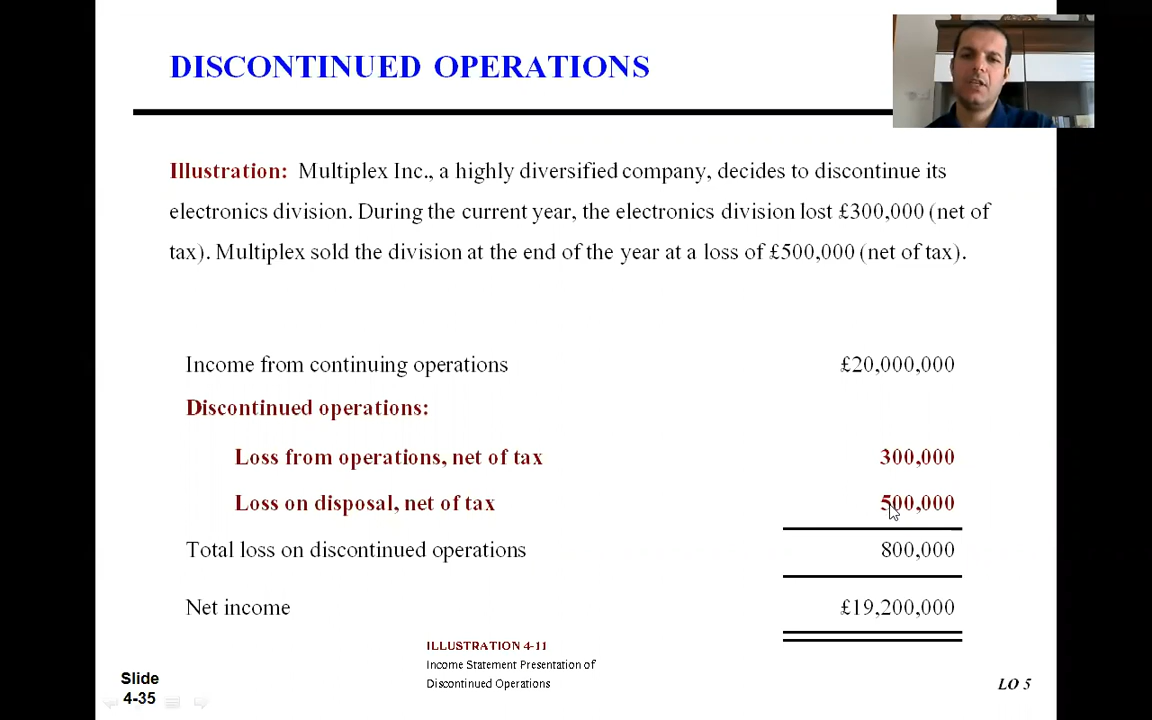 DISCONTINUED OPERATIONS
Illustration: Multiplex Inc., a highly diversified company, decides to discontinue its
electronics division. During the current year, the electronics division lost £300,000 (net of
tax). Multiplex sold the division at the end of the year at a loss of £500,000 (net of tax).
Income from continuing operations £20,000,000
Discontinued operations:
Loss from operations, net of tax 300,000
Loss on disposal, net of tax 500,000
Total loss on discontinued operations 800,000
Net income £19,200,000
ILLUSTRATION 4-11
Income Statement Presentation of
Discontinued Operations
Slide
4-35
LO 5